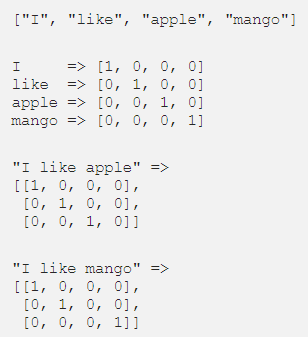 ["I", "like", "apple", "mango"]
I     => [1, 0, 0, 0]
like  => [0, 1, 0, 0]
apple => [0, 0, 1, 0]
mango => [0, 0, 0, 1]
"I like apple" =>
[[1, 0, 0, 0],
 [0, 1, 0, 0],
 [0, 0, 1, 0]]
"I like mango" =>
[[1, 0, 0, 0],
 [0, 1, 0, 0],
 [0, 0, 0, 1]]